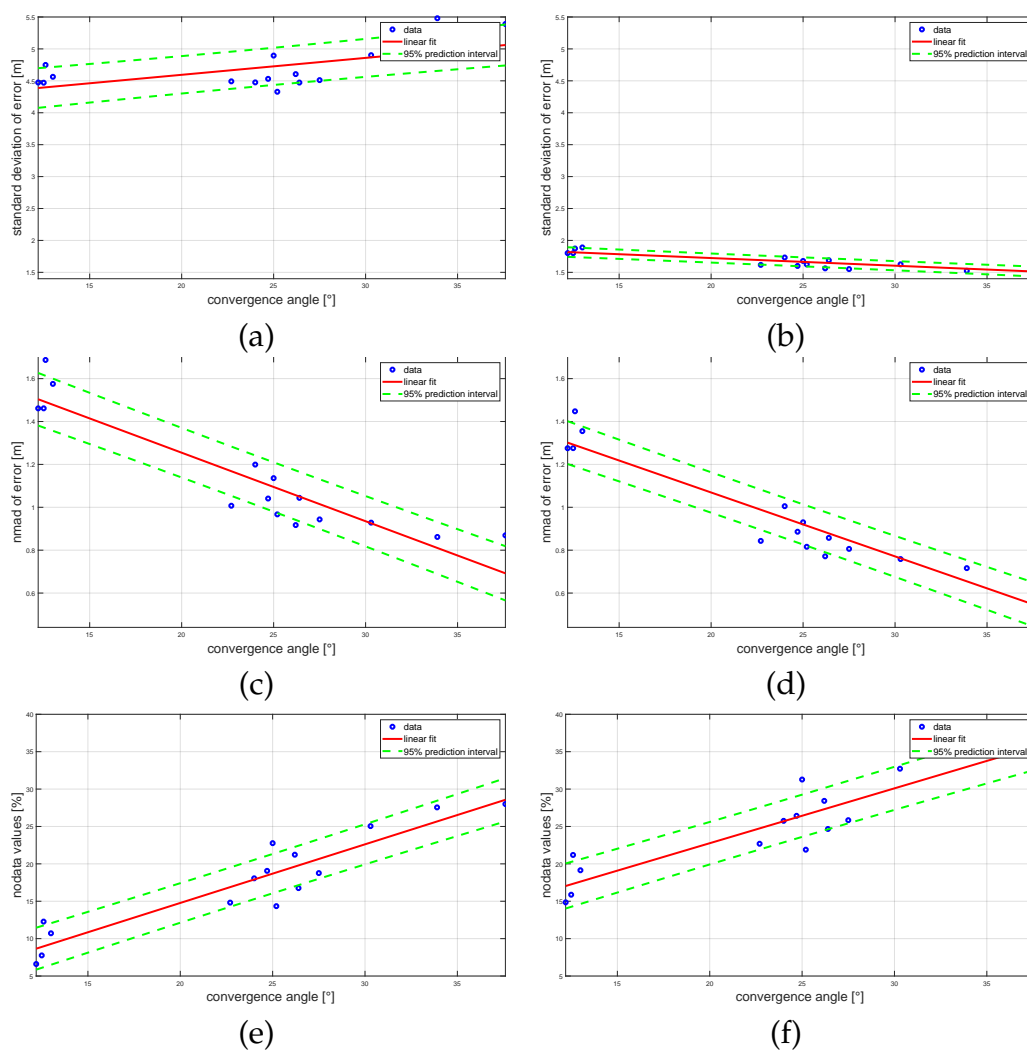 5.5
5
4.5
4
3.5
3
2.5
2
1.5
standard deviation of error [m]
data
linear fit
95% prediction interval
15 20 25 30 35
convergence angle [°]
(a)
5.5
5
4.5
4
3.5
3
2.5
2
1.5
standard deviation of error [m]
data
linear fit
95% prediction interval
15 20 25 30 35
convergence angle [°]
(b)
1.6
1.4
1.2
1
0.8
0.6
nmad of error [m]
data
linear fit
95% prediction interval
15 20 25 30 35
convergence angle [°]
(c)
1.6
1.4
1.2
1
0.8
0.6
nmad of error [m]
data
linear fit
95% prediction interval
15 20 25 30 35
convergence angle [°]
(d)
40
35
30
25
20
15
10
5
nodata values [%]
data
linear fit
95% prediction interval
15 20 25 30 35
convergence angle [°]
(e)
40
35
30
25
20
15
10
5
nodata values [%]
data
linear fit
95% prediction interval
15 20 25 30 35
convergence angle [°]
(f)